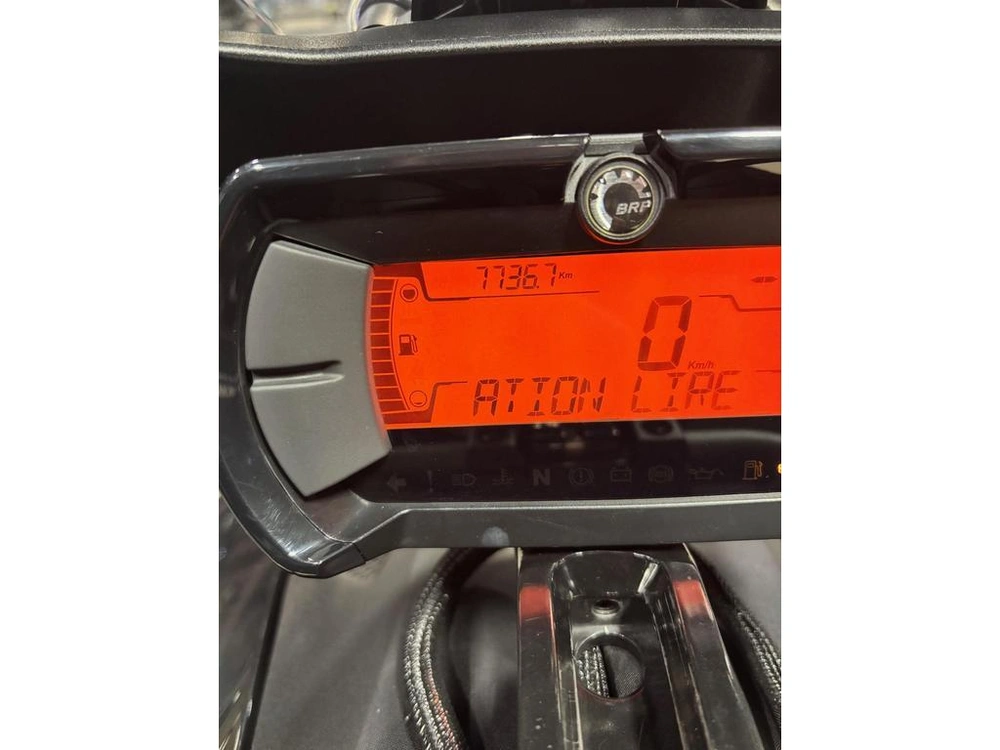 BRP
7736.7 Km
0
Km/h
ATION LIRE
N